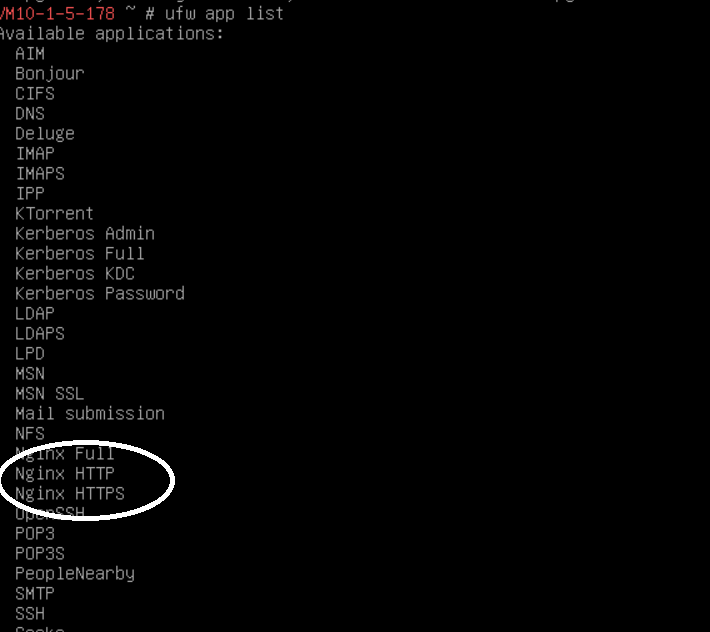 VM10-1-5-178 ~ # ufw app list
Available applications:
AIM
Bonjour
CIFS
DNS
Deluge
IMAP
IMAPS
IPP
KTorrent
Kerberos Admin
Kerberos Full
Kerberos KDC
Kerberos Password
LDAP
LDAPS
LPD
MSN
MSN SSL
Mail submission
NFS
Nginx Full
Nginx HTTP
Nginx HTTPS
OpenSSH
POP3
POP3S
PeopleNearby
SMTP
SSH